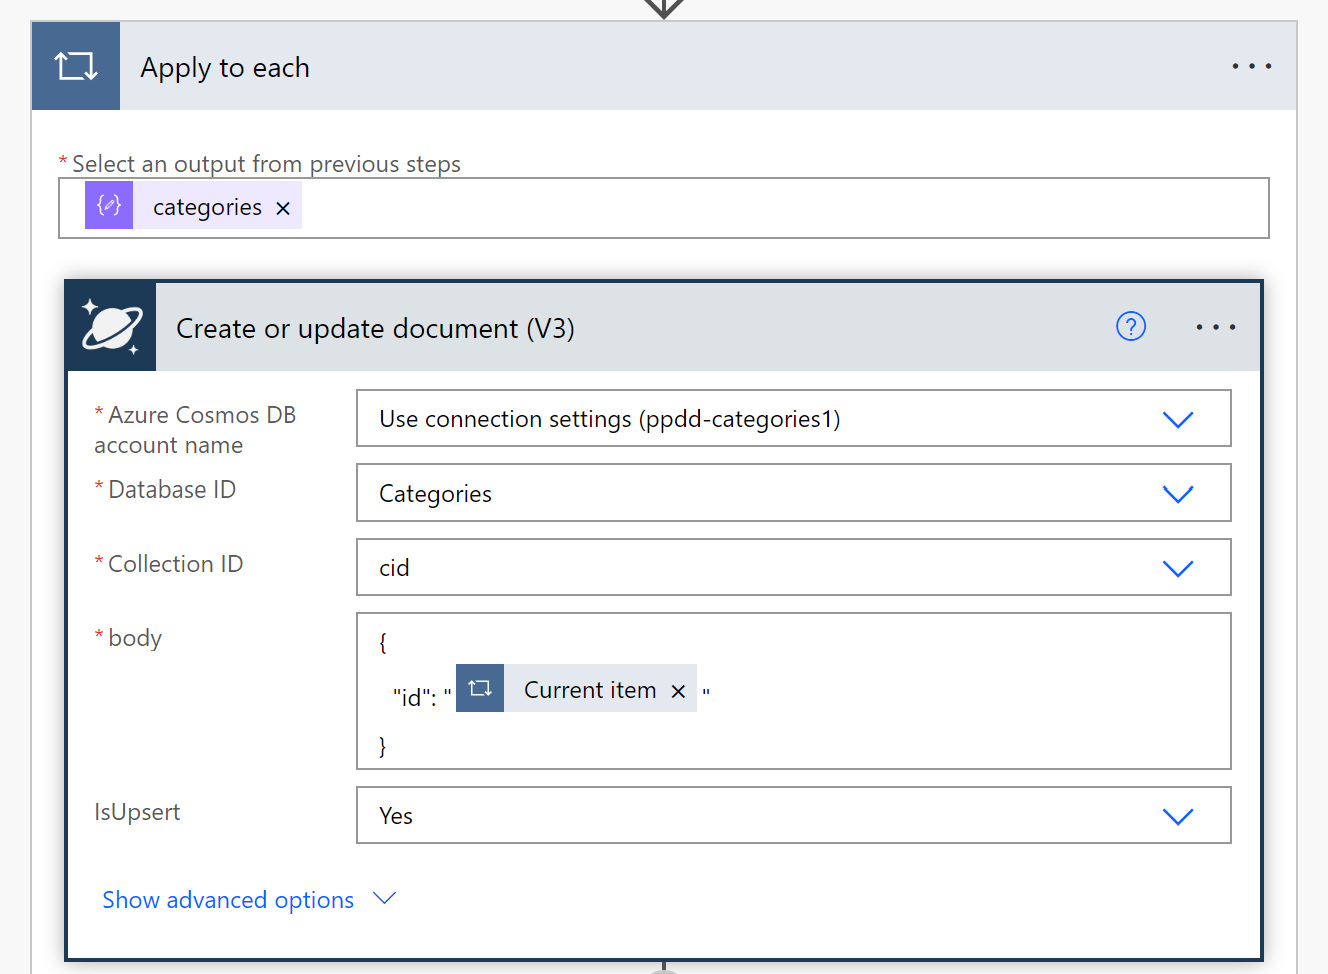 Apply to each
* Select an output from previous steps
categories
Create or update document (V3)
?
* Azure Cosmos DB account name
Use connection settings (ppdd-categories1)
* Database ID
Categories
* Collection ID
cid
* body
{
"id": " Current item "
}
IsUpsert
Yes
Show advanced options